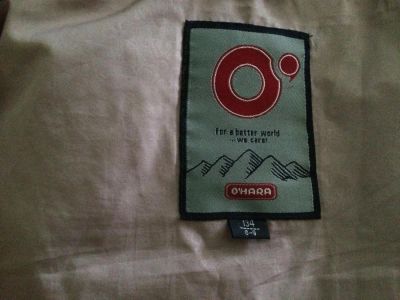 O'
for a better world
...we care!
O'HARA
134
8-9